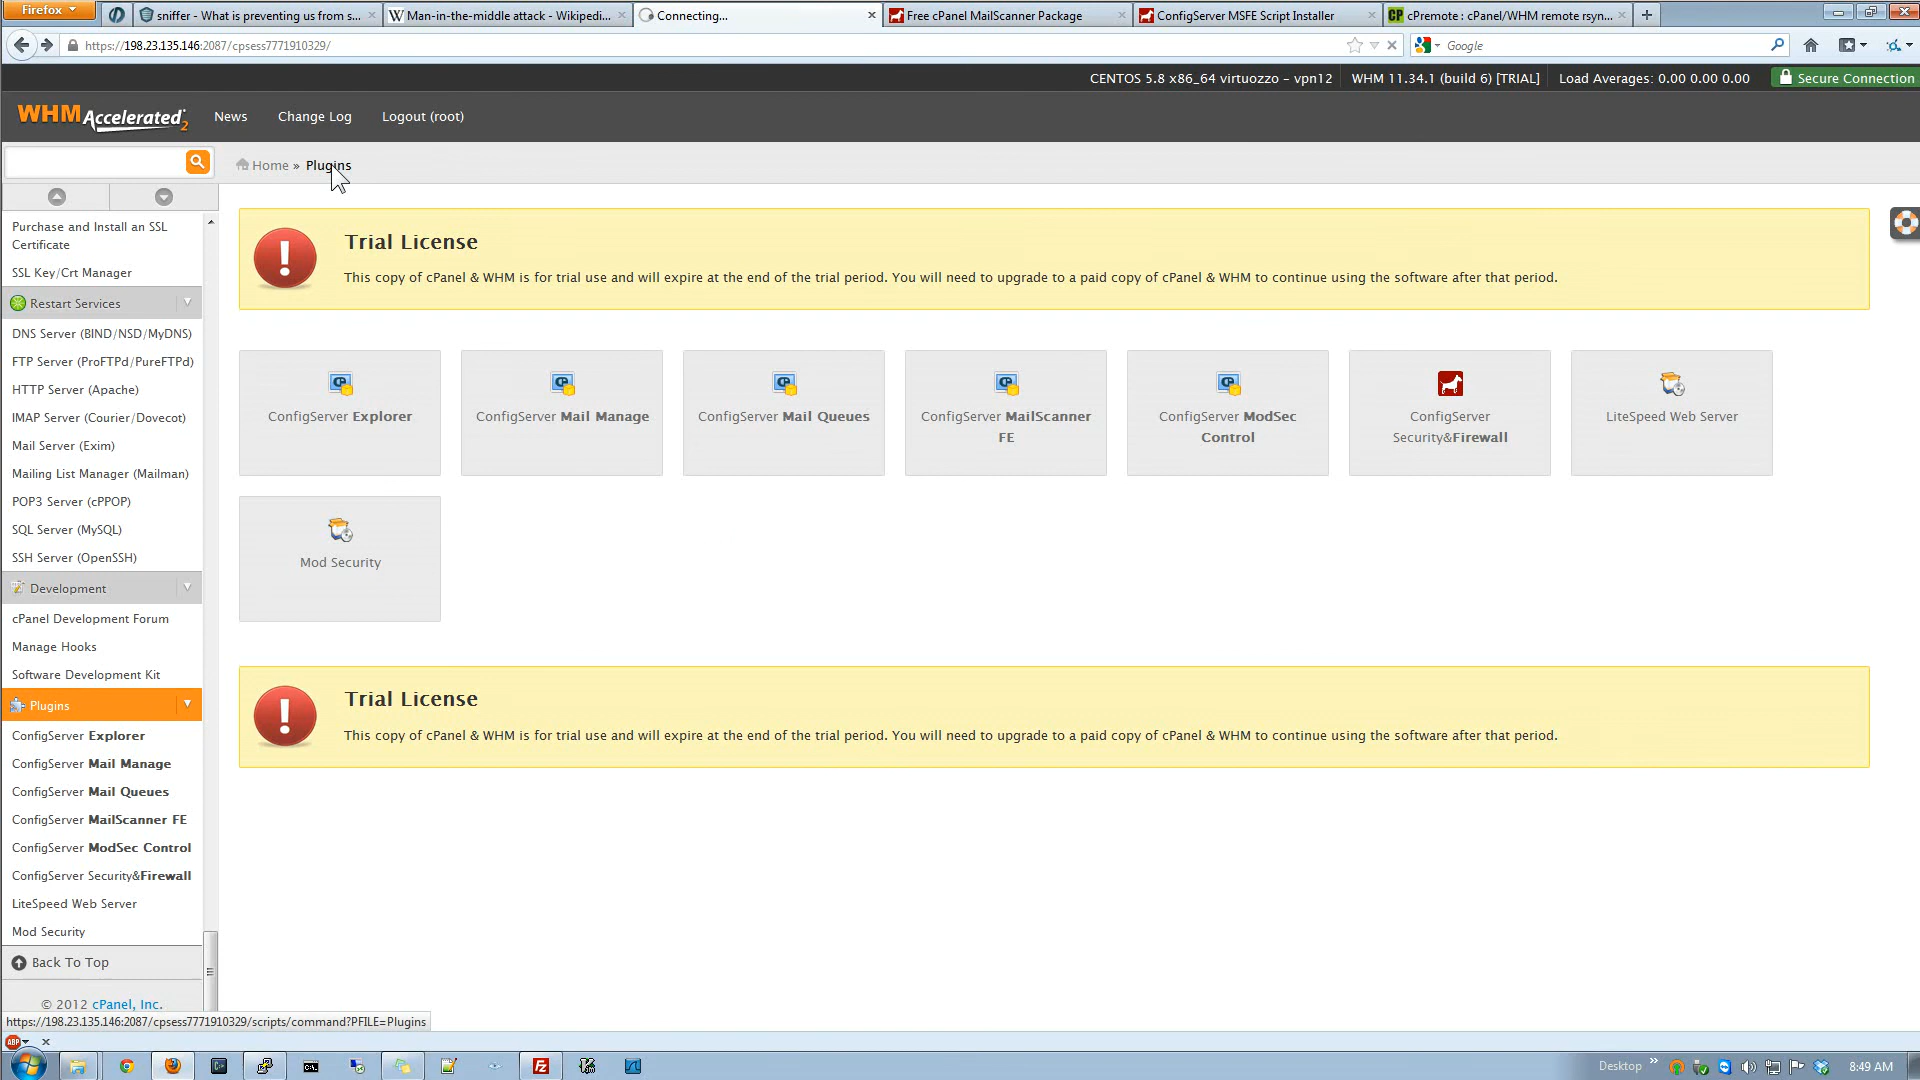 Firefox
sniffer - What is preventing us from s...
Man-in-the-middle attack - Wikipedi...
Connecting...
Free cPanel MailScanner Package
ConfigServer MSFE Script Installer
CP cPremote : cPanel/WHM remote rsyn...
https://198.23.135.146:2087/cpsess7771910329/
Google
CENTOS 5.8 x86_64 virtuozzo – vpn12
WHM 11.34.1 (build 6) [TRIAL]
Load Averages: 0.00 0.00 0.00
Secure Connection
WHM Accelerated2
News
Change Log
Logout (root)
Home » Plugins
Purchase and Install an SSL
Certificate
SSL Key/Crt Manager
Restart Services
DNS Server (BIND/NSD/MyDNS)
FTP Server (ProFTPd/PureFTPd)
HTTP Server (Apache)
IMAP Server (Courier/Dovecot)
Mail Server (Exim)
Mailing List Manager (Mailman)
POP3 Server (cPPOP)
SQL Server (MySQL)
SSH Server (OpenSSH)
Development
cPanel Development Forum
Manage Hooks
Software Development Kit
Plugins
ConfigServer Explorer
ConfigServer Mail Manage
ConfigServer Mail Queues
ConfigServer MailScanner FE
ConfigServer ModSec Control
ConfigServer Security&Firewall
LiteSpeed Web Server
Mod Security
Back To Top
© 2012 cPanel, Inc.
Trial License
This copy of cPanel & WHM is for trial use and will expire at the end of the trial period. You will need to upgrade to a paid copy of cPanel & WHM to continue using the software after that period.
ConfigServer Explorer
ConfigServer Mail Manage
ConfigServer Mail Queues
ConfigServer MailScanner
FE
ConfigServer ModSec
Control
ConfigServer
Security&Firewall
LiteSpeed Web Server
Mod Security
Trial License
This copy of cPanel & WHM is for trial use and will expire at the end of the trial period. You will need to upgrade to a paid copy of cPanel & WHM to continue using the software after that period.
https://198.23.135.146:2087/cpsess7771910329/scripts/command?PFILE=Plugins
ABP
Desktop
8:49 AM